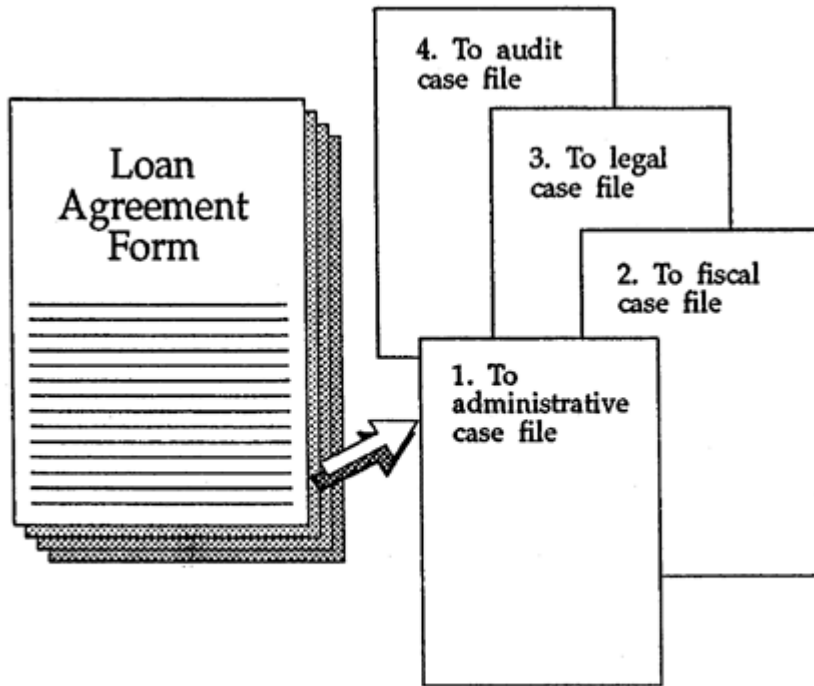 Loan
Agreement
Form
4. To audit
case file
3. To legal
case file
2. To fiscal
case file
1. To
administrative
case file